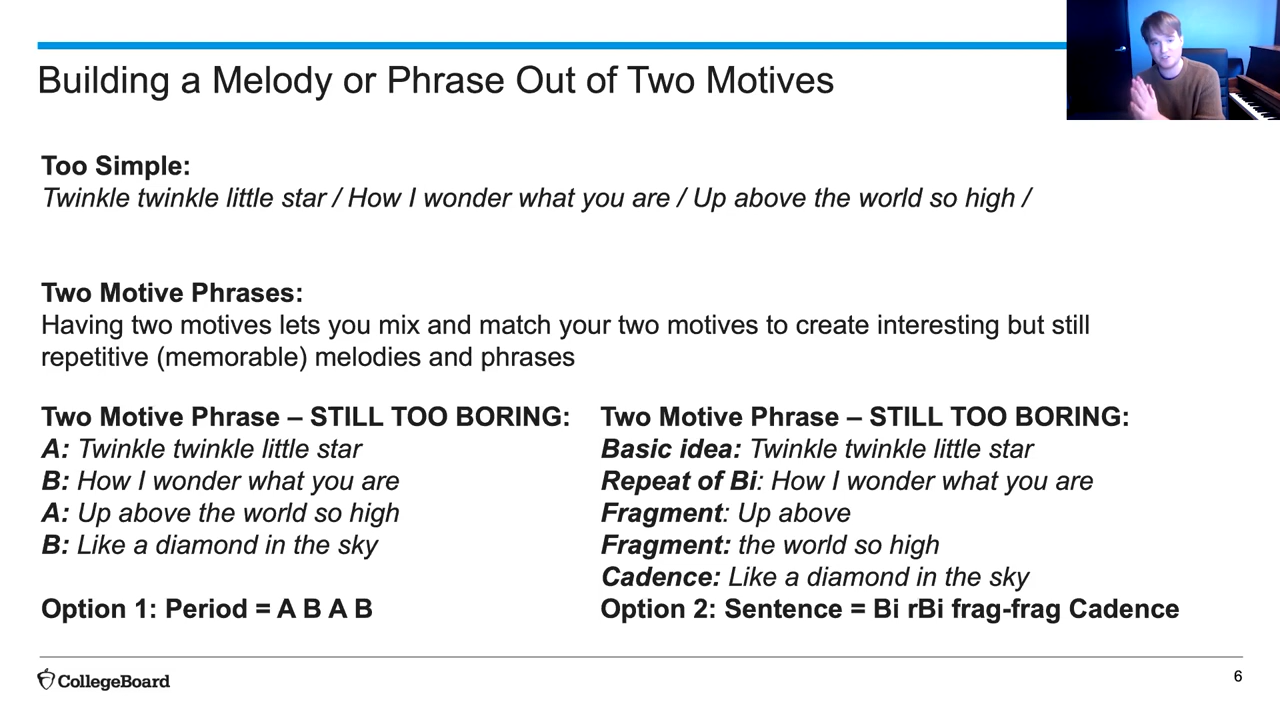 Building a Melody or Phrase Out of Two Motives
Too Simple:
Twinkle twinkle little star / How I wonder what you are / Up above the world so high /
Two Motive Phrases:
Having two motives lets you mix and match your two motives to create interesting but still
repetitive (memorable) melodies and phrases
Two Motive Phrase – STILL TOO BORING:
A: Twinkle twinkle little star
B: How I wonder what you are
A: Up above the world so high
B: Like a diamond in the sky
Option 1: Period = A B A B
Two Motive Phrase – STILL TOO BORING:
Basic idea: Twinkle twinkle little star
Repeat of Bi: How I wonder what you are
Fragment: Up above
Fragment: the world so high
Cadence: Like a diamond in the sky
Option 2: Sentence = Bi rBi frag-frag Cadence
CollegeBoard
6